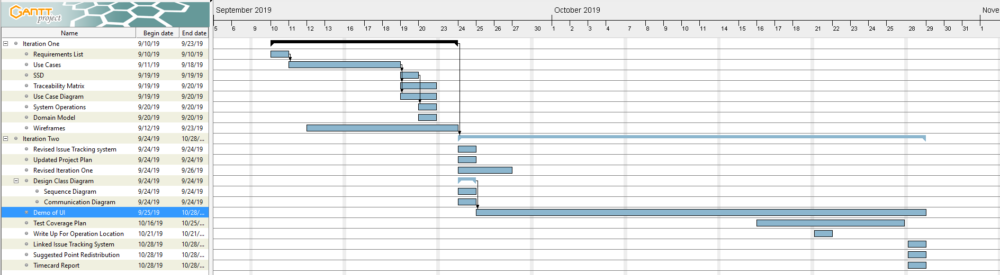 GANTT
project
September 2019 October 2019 Nove
5 6 9 10 11 12 13 16 17 18 19 20 23 24 25 26 27 30 1 2 3 4 7 8 9 10 11 14 15 16 17 18 21 22 23 24 25 28 29 30 31 1
Name Begin date End date
Iteration One 9/10/19 9/23/19
Requirements List 9/10/19 9/10/19
Use Cases 9/11/19 9/18/19
SSD 9/19/19 9/19/19
Traceability Matrix 9/19/19 9/20/19
Use Case Diagram 9/19/19 9/20/19
System Operations 9/20/19 9/20/19
Domain Model 9/20/19 9/20/19
Wireframes 9/12/19 9/23/19
Iteration Two 9/24/19 10/28/...
Revised Issue Tracking system 9/24/19 9/24/19
Updated Project Plan 9/24/19 9/24/19
Revised Iteration One 9/24/19 9/26/19
Design Class Diagram 9/24/19 9/24/19
Sequence Diagram 9/24/19 9/24/19
Communication Diagram 9/24/19 9/24/19
Demo of UI 9/25/19 10/28/...
Test Coverage Plan 10/16/19 10/25/...
Write Up For Operation Location 10/21/19 10/21/...
Linked Issue Tracking System 10/28/19 10/28/...
Suggested Point Redistribution 10/28/19 10/28/...
Timecard Report 10/28/19 10/28/...